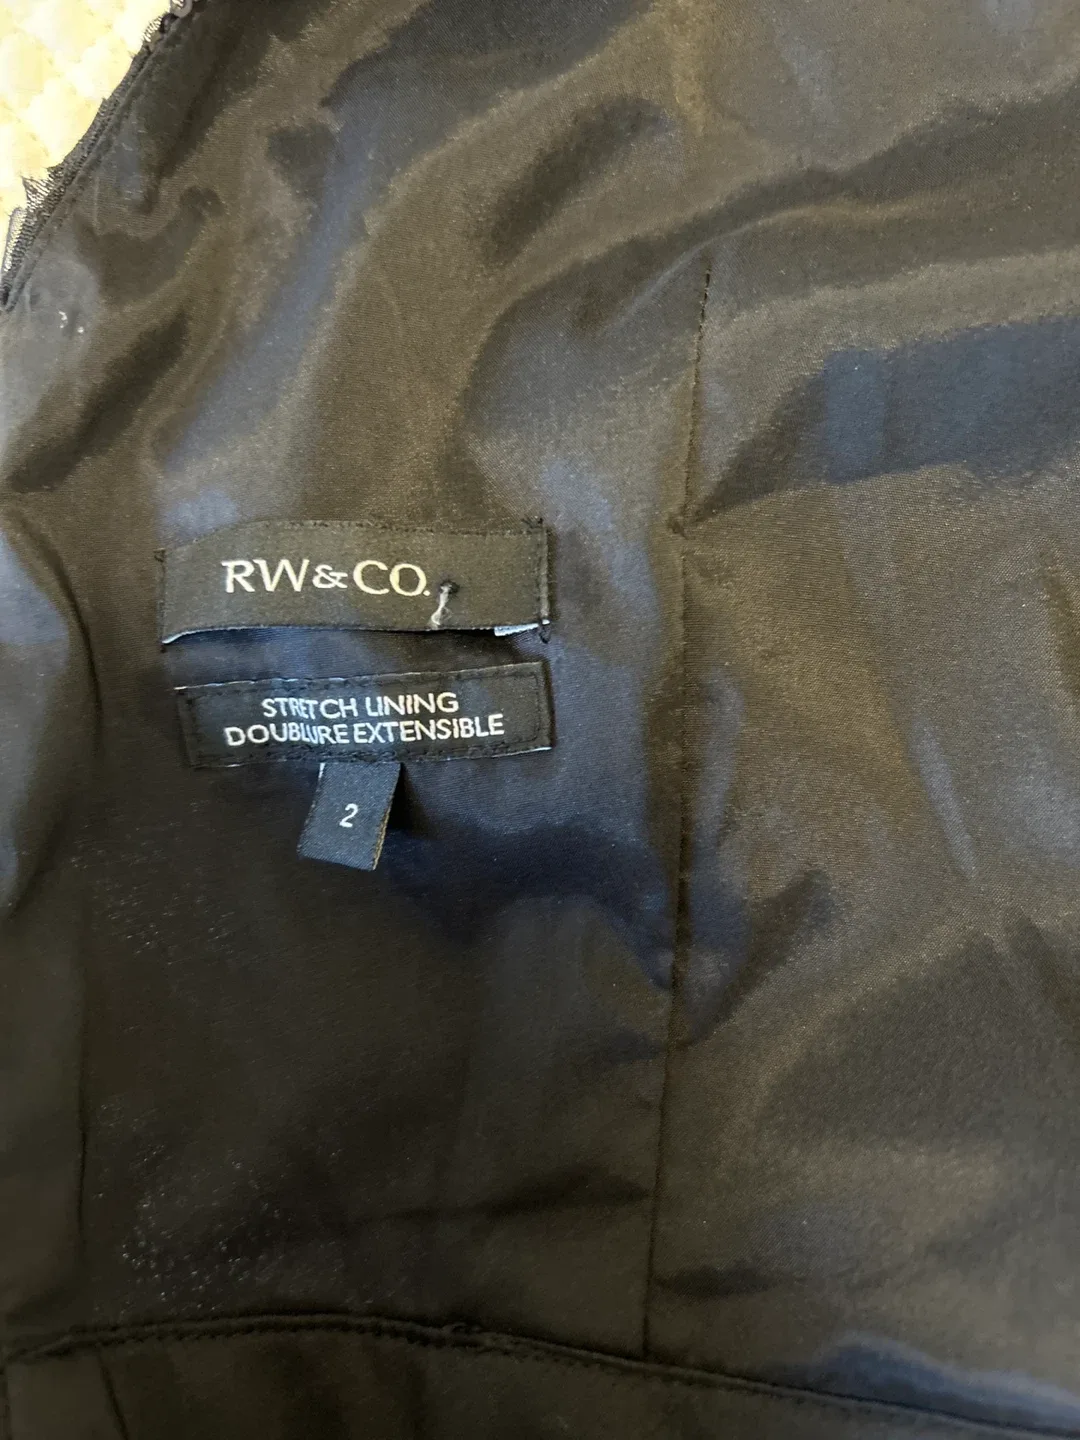 RW&CO.
STRETCH LINING
DOUBLURE EXTENSIBLE
2